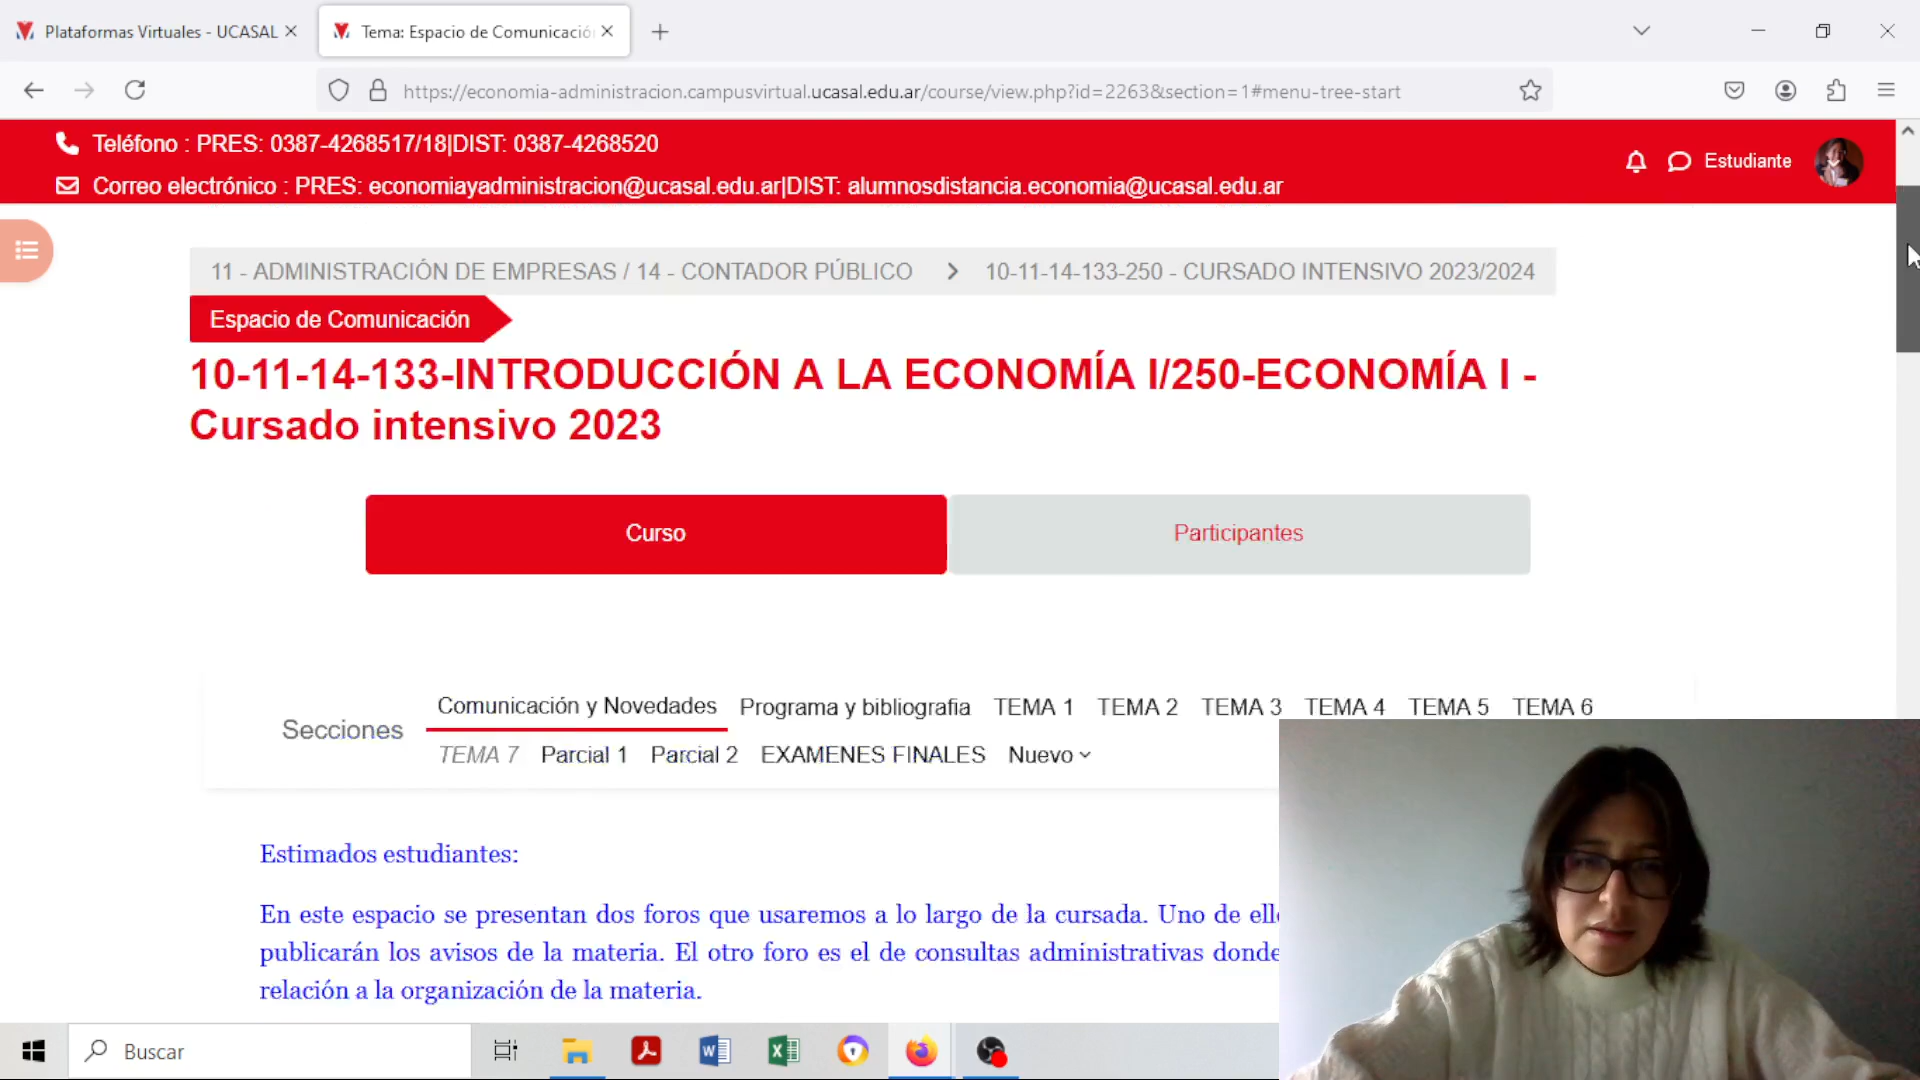 Plataformas Virtuales - UCASAL
Tema: Espacio de Comunicació
https://economia-administracion.campusvirtual.ucasal.edu.ar/course/view.php?id=2263&section=1#menu-tree-start
Teléfono : PRES: 0387-4268517/18|DIST: 0387-4268520
Correo electrónico : PRES: economiayadministracion@ucasal.edu.ar|DIST: alumnosdistancia.economia@ucasal.edu.ar
Estudiante
11 - ADMINISTRACIÓN DE EMPRESAS / 14 - CONTADOR PÚBLICO
10-11-14-133-250 - CURSADO INTENSIVO 2023/2024
Espacio de Comunicación
10-11-14-133-INTRODUCCIÓN A LA ECONOMÍA I/250-ECONOMÍA I -
Cursado intensivo 2023
Curso
Participantes
Secciones
Comunicación y Novedades Programa y bibliografia TEMA 1 TEMA 2 TEMA 3 TEMA 4 TEMA 5 TEMA 6
TEMA 7 Parcial 1 Parcial 2 EXAMENES FINALES Nuevo
Estimados estudiantes:
En este espacio se presentan dos foros que usaremos a lo largo de la cursada. Uno de
publicarán los avisos de la materia. El otro foro es el de consultas administrativas donde
relación a la organización de la materia.
Buscar